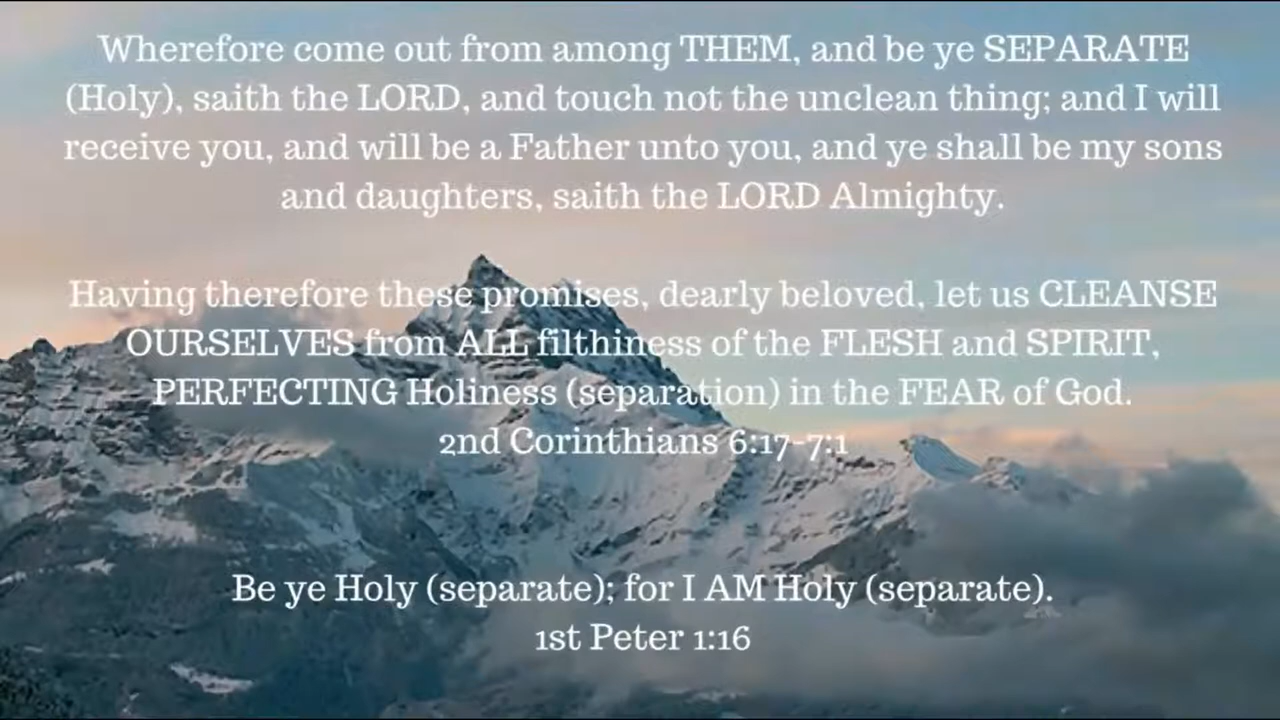 Wherefore come out from among THEM, and be ye SEPARATE
(Holy), saith the LORD, and touch not the unclean thing; and I will
receive you, and will be a Father unto you, and ye shall be my sons
and daughters, saith the LORD Almighty.
Having therefore these promises, dearly beloved, let us CLEANSE
OURSELVES from ALL filthiness of the FLESH and SPIRIT,
PERFECTING Holiness (separation) in the FEAR of God.
2nd Corinthians 6:17-7:1
Be ye Holy (separate); for I AM Holy (separate).
1st Peter 1:16